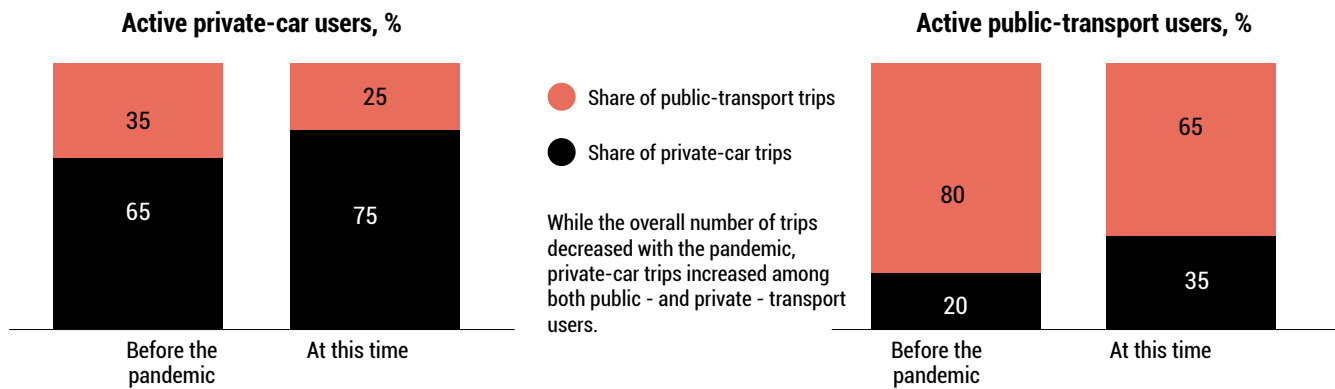 Active private-car users, %
35
25
65
75
Before the
pandemic
At this time
Share of public-transport trips
Share of private-car trips
While the overall number of trips
decreased with the pandemic,
private-car trips increased among
both public - and private - transport
users.
Active public-transport users, %
80
65
20
35
Before the
pandemic
At this time